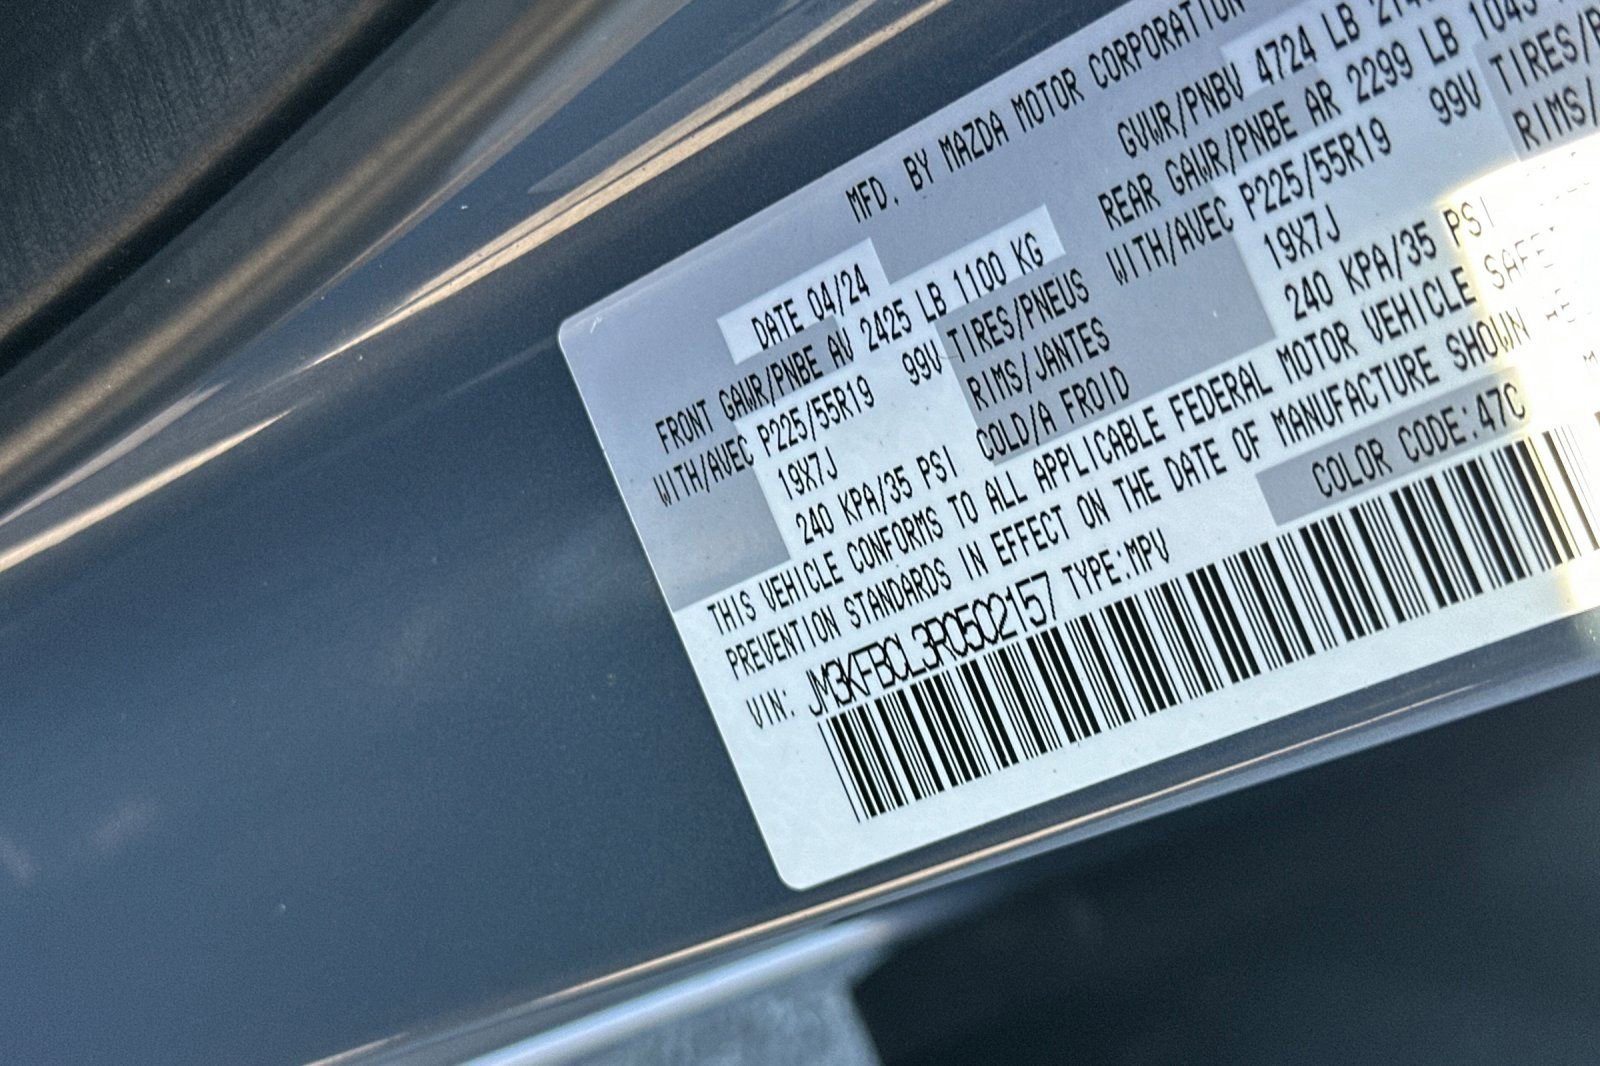 MFD. BY MAZDA MOTOR CORPORATION
DATE 04/24 GVWR/PNBV 4724 LB
FRONT GAWR/PNBE AV 2425 LB 1100 KG REAR GAWR/PNBE AR 2299 LB 1043
WITH/AVEC P225/55R19 99V TIRES/PNEUS WITH/AVEC P225/55R19 99V TIRES/
19X7J RIMS/JANTES 19X7J RIMS/
240 KPA/35 PSI COLD/A FROID 240 KPA/35 PSI
THIS VEHICLE CONFORMS TO ALL APPLICABLE FEDERAL MOTOR VEHICLE
PREVENTION STANDARDS IN EFFECT ON THE DATE OF MANUFACTURE SHOWN
VIN: JM3KFBCL3R0502157 TYPE:MPV COLOR CODE:47C